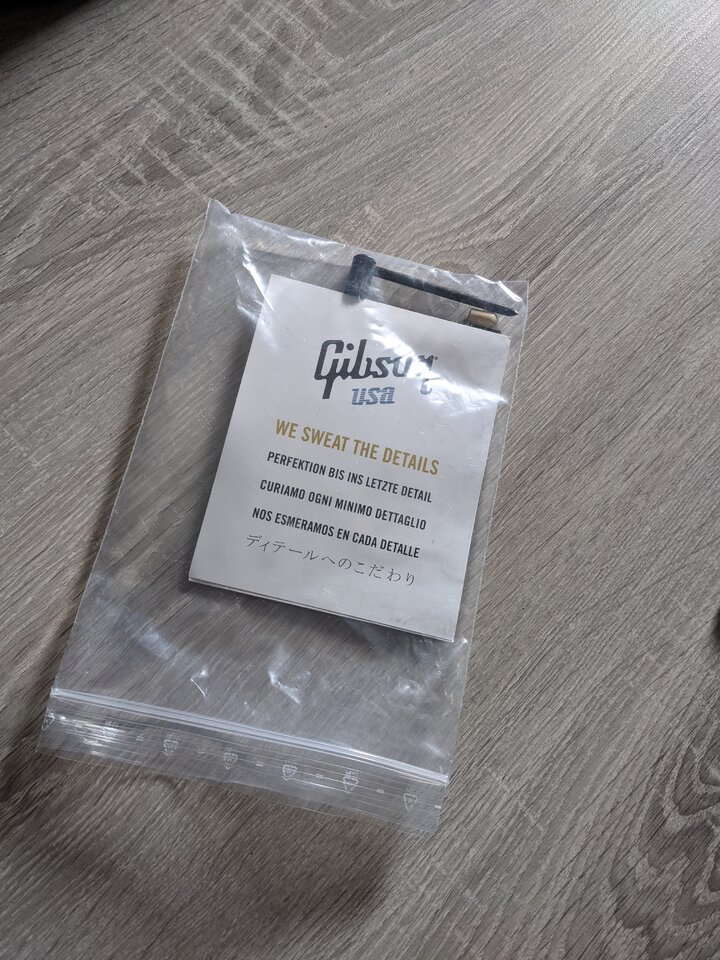 Gibson
usa
WE SWEAT THE DETAILS
PERFEKTION BIS INS LETZTE DETAIL
CURIAMO OGNI MINIMO DETTAGLIO
NOS ESMERAMOS EN CADA DETALLE
ディテールへのこだわり